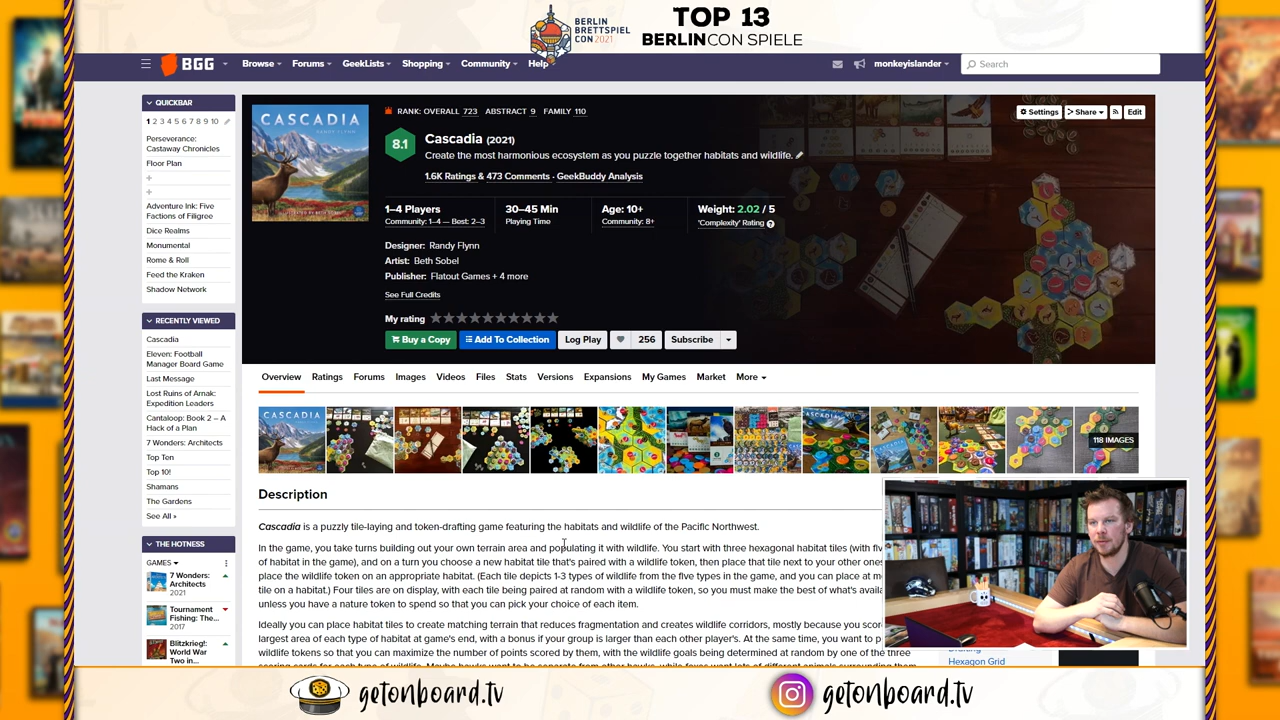 BERLIN
BRETTSPIEL
CON 2021
TOP 13
BERLINCON SPIELE
BGG
Browse
Forums
GeekLists
Shopping
Community
Help
monkeyislander
Search
QUICKBAR
1 2 3 4 5 6 7 8 9 10
Perseverance:
Castaway Chronicles
Floor Plan
+
+
Adventure Ink: Five
Factions of Filigree
Dice Realms
Monumental
Rome & Roll
Feed the Kraken
Shadow Network
RECENTLY VIEWED
Cascadia
Eleven: Football
Manager Board Game
Last Message
Lost Ruins of Arnak:
Expedition Leaders
Cantaloop: Book 2 – A
Hack of a Plan
7 Wonders: Architects
Top Ten
Top 10!
Shamans
The Gardens
See All »
THE HOTNESS
GAMES
7 Wonders:
Architects
2021
Tournament
Fishing: The...
2017
Blitzkrieg!:
World War
Two in...
CASCADIA
RANDY FLYNN
RANK: OVERALL 723 ABSTRACT 9 FAMILY 110
Settings
Share
Edit
8.1
Cascadia (2021)
Create the most harmonious ecosystem as you puzzle together habitats and wildlife.
1.6K Ratings & 473 Comments · GeekBuddy Analysis
1–4 Players
Community: 1–4 — Best: 2–3
30–45 Min
Playing Time
Age: 10+
Community: 8+
Weight: 2.02 / 5
'Complexity' Rating
Designer: Randy Flynn
Artist: Beth Sobel
Publisher: Flatout Games + 4 more
See Full Credits
My rating
Buy a Copy
Add To Collection
Log Play
256
Subscribe
Overview
Ratings
Forums
Images
Videos
Files
Stats
Versions
Expansions
My Games
Market
More
CASCADIA
CASCADIA
118 IMAGES
Description
Cascadia is a puzzly tile-laying and token-drafting game featuring the habitats and wildlife of the Pacific Northwest.
In the game, you take turns building out your own terrain area and populating it with wildlife. You start with three hexagonal habitat tiles (with fiv
of habitat in the game), and on a turn you choose a new habitat tile that's paired with a wildlife token, then place that tile next to your other ones
place the wildlife token on an appropriate habitat. (Each tile depicts 1-3 types of wildlife from the five types in the game, and you can place at m
tile on a habitat.) Four tiles are on display, with each tile being paired at random with a wildlife token, so you must make the best of what's availa
unless you have a nature token to spend so that you can pick your choice of each item.
Ideally you can place habitat tiles to create matching terrain that reduces fragmentation and creates wildlife corridors, mostly because you scor
largest area of each type of habitat at game's end, with a bonus if your group is larger than each other player's. At the same time, you want to p
wildlife tokens so that you can maximize the number of points scored by them, with the wildlife goals being determined at random by one of the three
scoring cards for each type of wildlife. Maybe hawks want to be separate from other hawks, while foxes want lots of different animals surrounding them
Drafting
Hexagon Grid
getonboard.tv
getonboard.tv